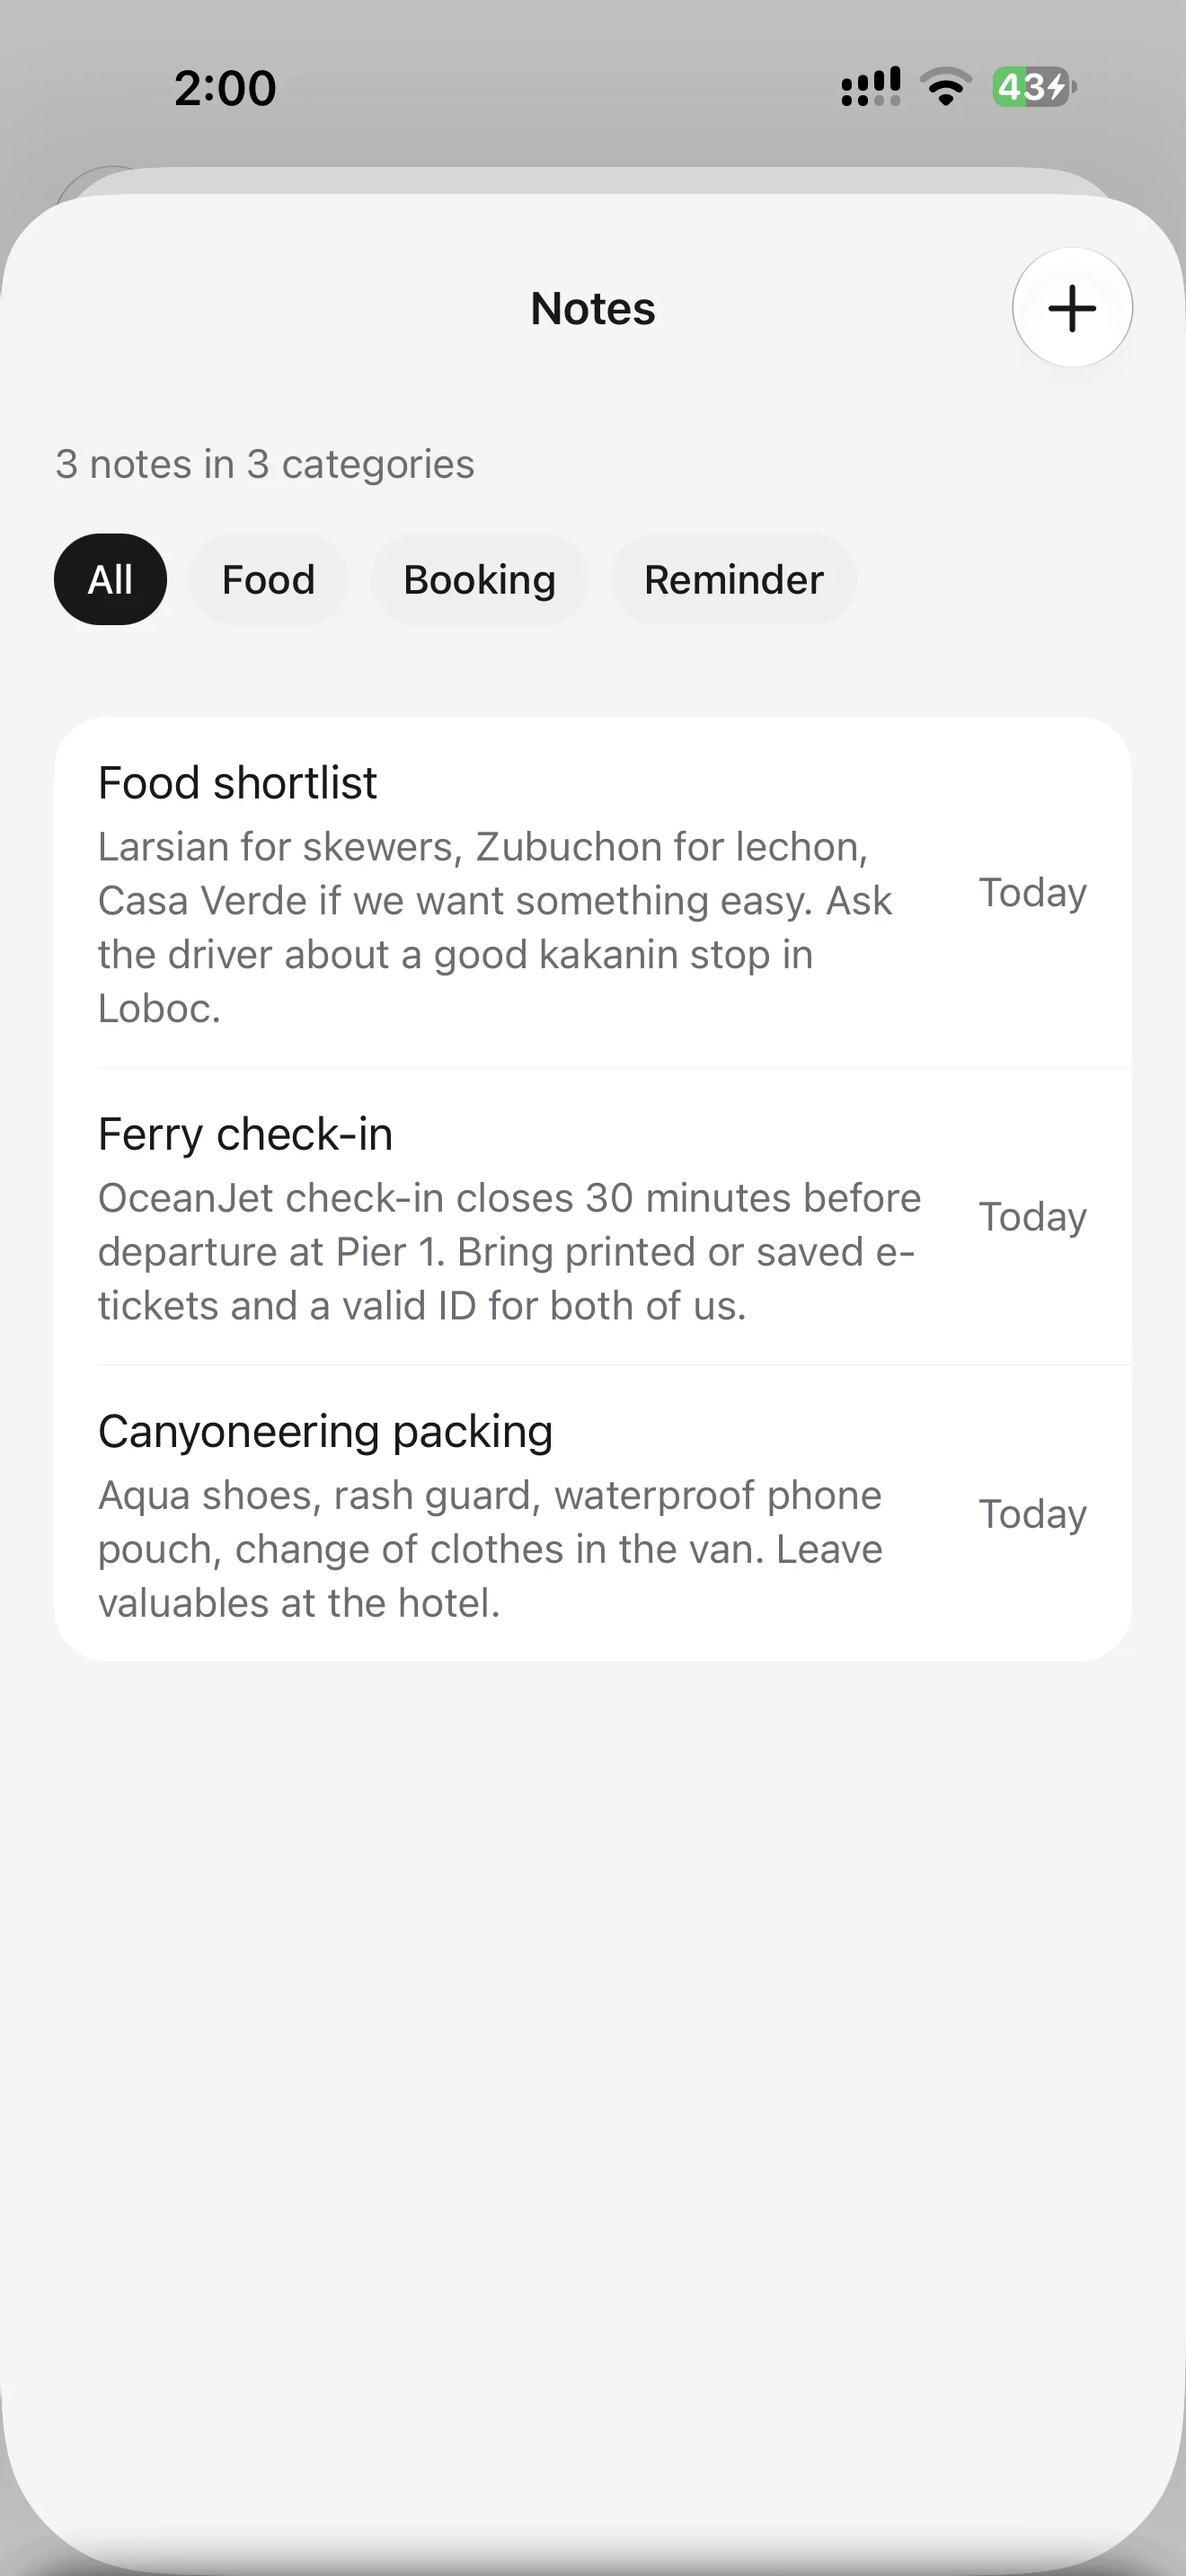 2:00
43
Notes
3 notes in 3 categories
All
Food
Booking
Reminder
Food shortlist
Larsian for skewers, Zubuchon for lechon,
Casa Verde if we want something easy. Ask
the driver about a good kakanin stop in
Loboc.
Today
Ferry check-in
OceanJet check-in closes 30 minutes before
departure at Pier 1. Bring printed or saved e-
tickets and a valid ID for both of us.
Today
Canyoneering packing
Aqua shoes, rash guard, waterproof phone
pouch, change of clothes in the van. Leave
valuables at the hotel.
Today